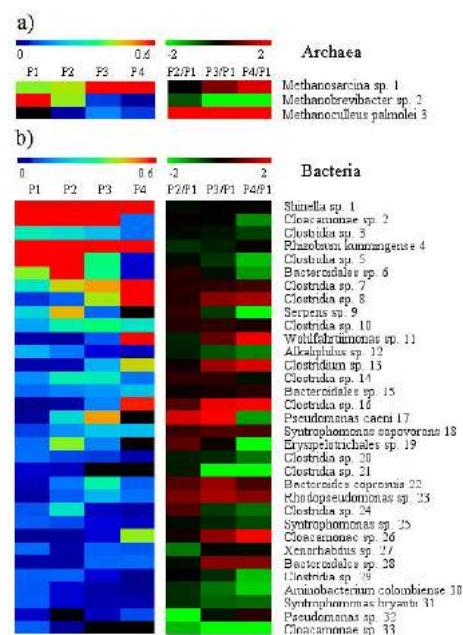 a)
Archaea
0 0.6 -2 2
P1 P2 P3 P4 P2/P1 P3/P1 P4/P1
Methanosarcina sp. 1
Methanobrevibacter sp. 2
Methanoculleus palmolei 3
b)
Bacteria
0 0.6 -2 2
P1 P2 P3 P4 P2/P1 P3/P1 P4/P1
Shinella sp. 1
Cloacamonae sp. 2
Clostridia sp. 3
Rhizobium kunmingense 4
Clostridia sp. 5
Bacteroidales sp. 6
Clostridia sp. 7
Clostridia sp. 8
Serpens sp. 9
Clostridia sp. 10
Wohlfahrtiimonas sp. 11
Alkaliphilus sp. 12
Clostridium sp. 13
Clostridia sp. 14
Bacteroidales sp. 15
Clostridia sp. 16
Pseudomonas caeni 17
Syntrophomonas sapovorans 18
Erysipelotrichales sp. 19
Clostridia sp. 20
Clostridia sp. 21
Bacteroides coprosuis 22
Rhodopseudomonas sp. 23
Clostridia sp. 24
Syntrophomonas sp. 25
Cloacamonae sp. 26
Xenorhabdus sp. 27
Bacteroidales sp. 28
Clostridia sp. 29
Aminobacterium colombiense 30
Syntrophomonas bryantii 31
Pseudomonas sp. 32
Cloacamonae sp. 33